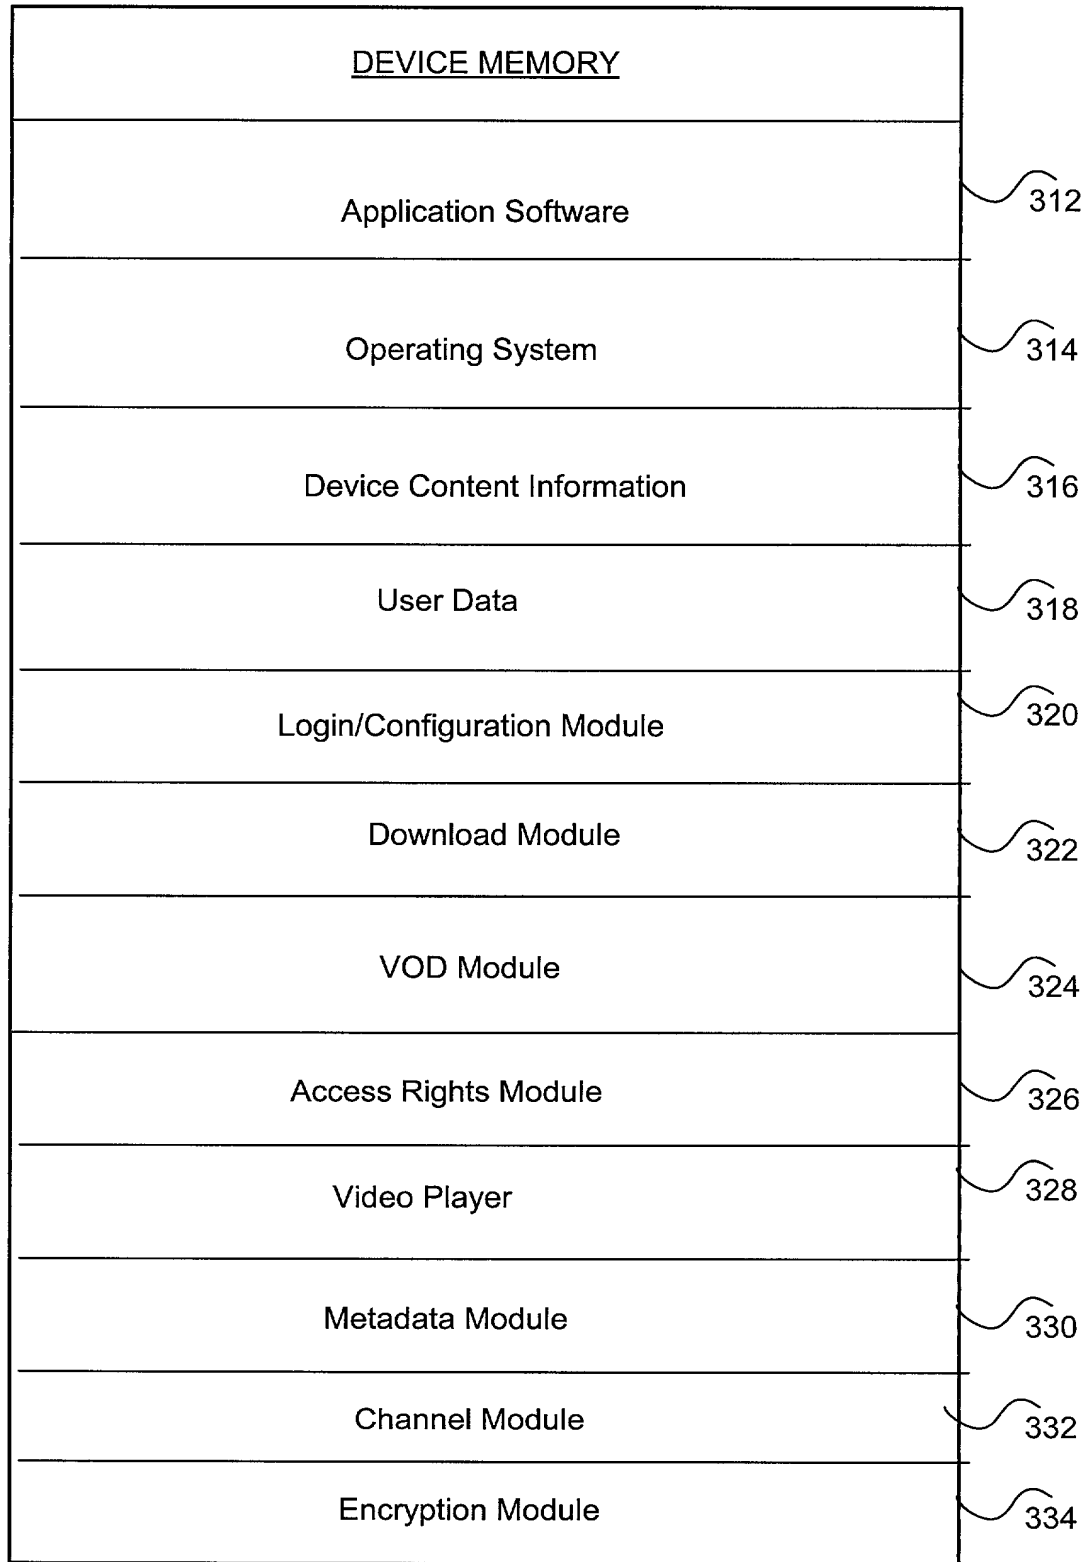 DEVICE MEMORY
Application Software
312
Operating System
314
Device Content Information
316
User Data
318
Login/Configuration Module
320
Download Module
322
VOD Module
324
Access Rights Module
326
Video Player
328
Metadata Module
330
Channel Module
332
Encryption Module
334